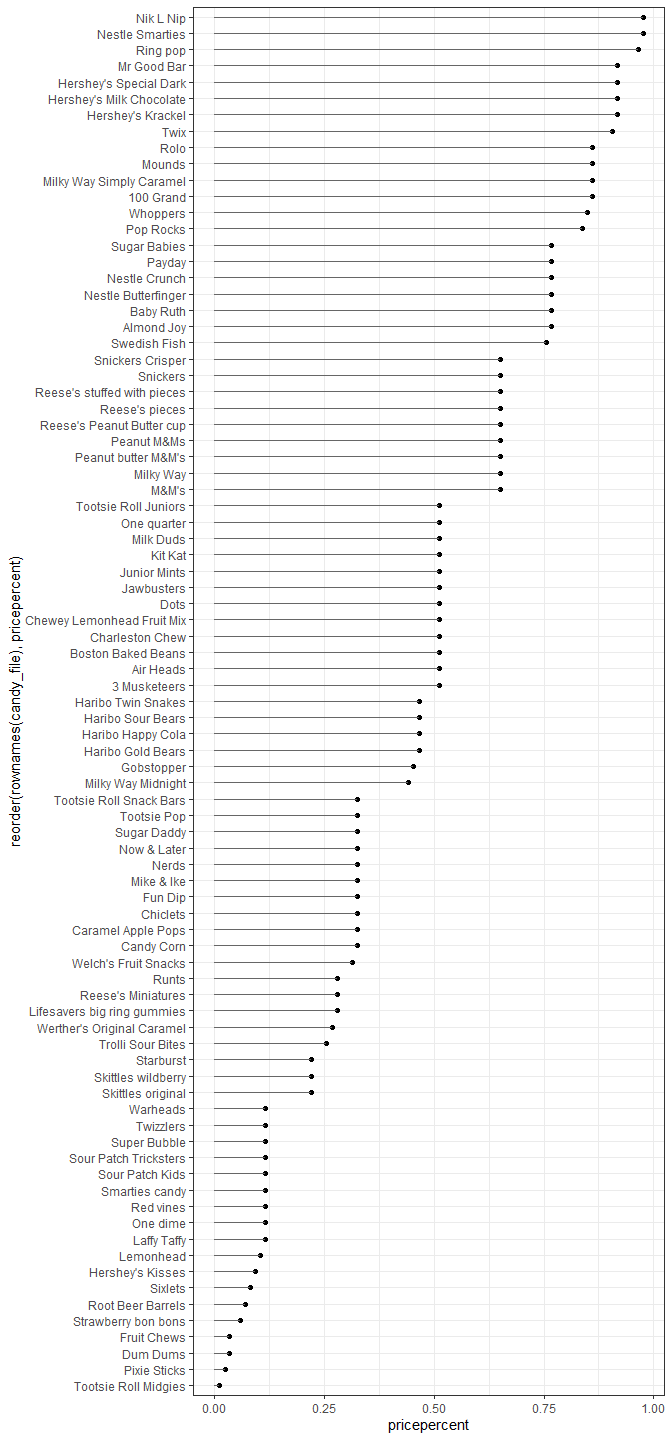 Nik L Nip
Nestle Smarties
Ring pop
Mr Good Bar
Hershey's Special Dark
Hershey's Milk Chocolate
Hershey's Krackel
Twix
Rolo
Mounds
Milky Way Simply Caramel
100 Grand
Whoppers
Pop Rocks
Sugar Babies
Payday
Nestle Crunch
Nestle Butterfinger
Baby Ruth
Almond Joy
Swedish Fish
Snickers Crisper
Snickers
Reese's stuffed with pieces
Reese's pieces
Reese's Peanut Butter cup
Peanut M&Ms
Peanut butter M&M's
Milky Way
M&M's
Tootsie Roll Juniors
One quarter
Milk Duds
Kit Kat
Junior Mints
Jawbusters
Dots
Chewey Lemonhead Fruit Mix
Charleston Chew
Boston Baked Beans
Air Heads
3 Musketeers
Haribo Twin Snakes
Haribo Sour Bears
Haribo Happy Cola
Haribo Gold Bears
Gobstopper
Milky Way Midnight
Tootsie Roll Snack Bars
Tootsie Pop
Sugar Daddy
Now & Later
Nerds
Mike & Ike
Fun Dip
Chiclets
Caramel Apple Pops
Candy Corn
Welch's Fruit Snacks
Runts
Reese's Miniatures
Lifesavers big ring gummies
Werther's Original Caramel
Trolli Sour Bites
Starburst
Skittles wildberry
Skittles original
Warheads
Twizzlers
Super Bubble
Sour Patch Tricksters
Sour Patch Kids
Smarties candy
Red vines
One dime
Laffy Taffy
Lemonhead
Hershey's Kisses
Sixlets
Root Beer Barrels
Strawberry bon bons
Fruit Chews
Dum Dums
Pixie Sticks
Tootsie Roll Midgies
reorder(rownames(candy_file), pricepercent)
0.00 0.25 0.50 0.75 1.00
pricepercent